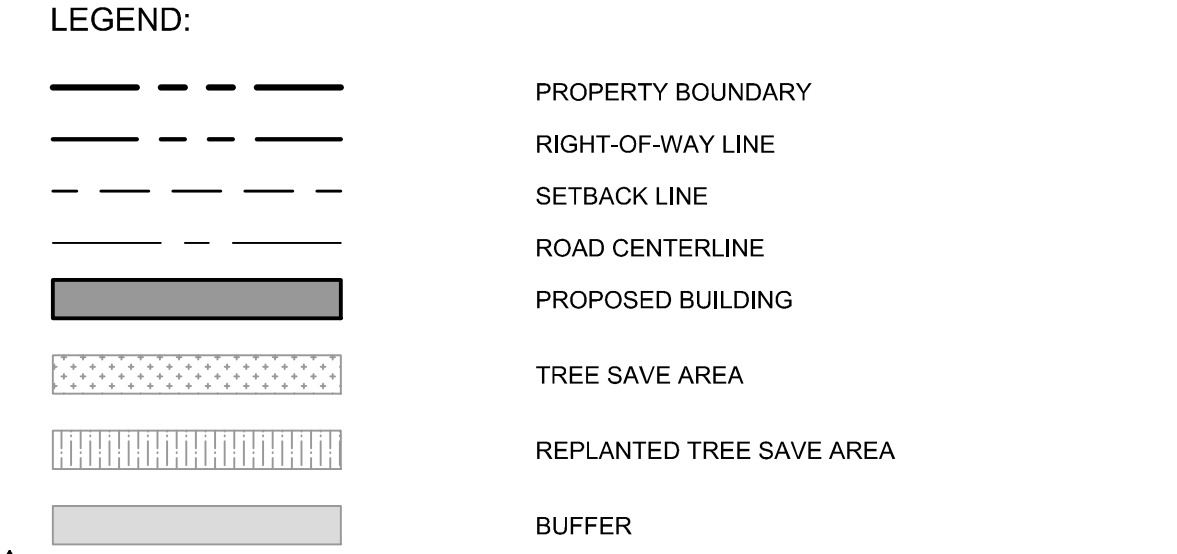 LEGEND:
PROPERTY BOUNDARY
RIGHT-OF-WAY LINE
SETBACK LINE
ROAD CENTERLINE
PROPOSED BUILDING
TREE SAVE AREA
REPLANTED TREE SAVE AREA
BUFFER